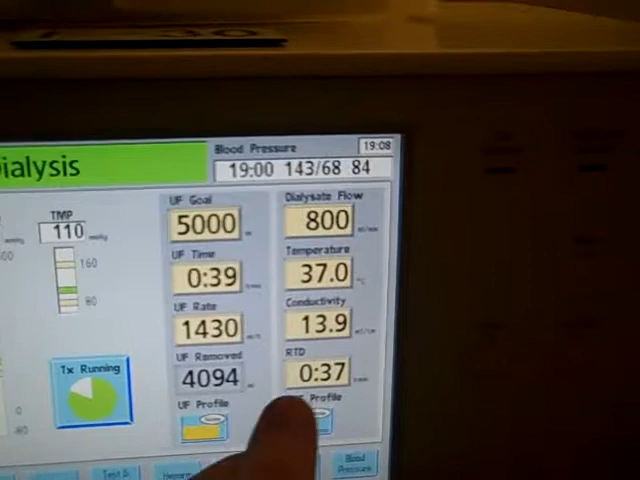 ialysis
Blood Pressure
19:08
19:00 143/68 84
TMP
110
160
80
UF Goal
5000
UF Time
0:39
UF Rate
1430
UF Removed
4094
UF Profile
Dialysate Flow
800
Temperature
37.0
Conductivity
13.9
RTD
0:37
Profile
Tx Running
Blood
Pressure